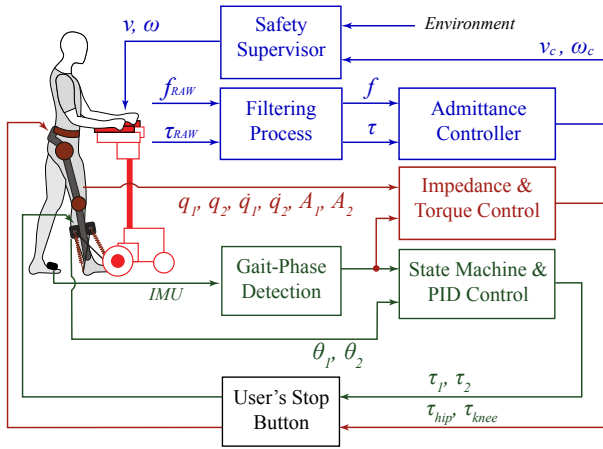 v, ω
Safety
Supervisor
Environment
v_c, ω_c
f_RAW
τ_RAW
Filtering
Process
f
τ
Admittance
Controller
q_1, q_2, q̇_1, q̇_2, A_1, A_2
Impedance &
Torque Control
IMU
Gait-Phase
Detection
State Machine &
PID Control
θ_1, θ_2
User's Stop
Button
τ_1, τ_2
τ_hip, τ_knee